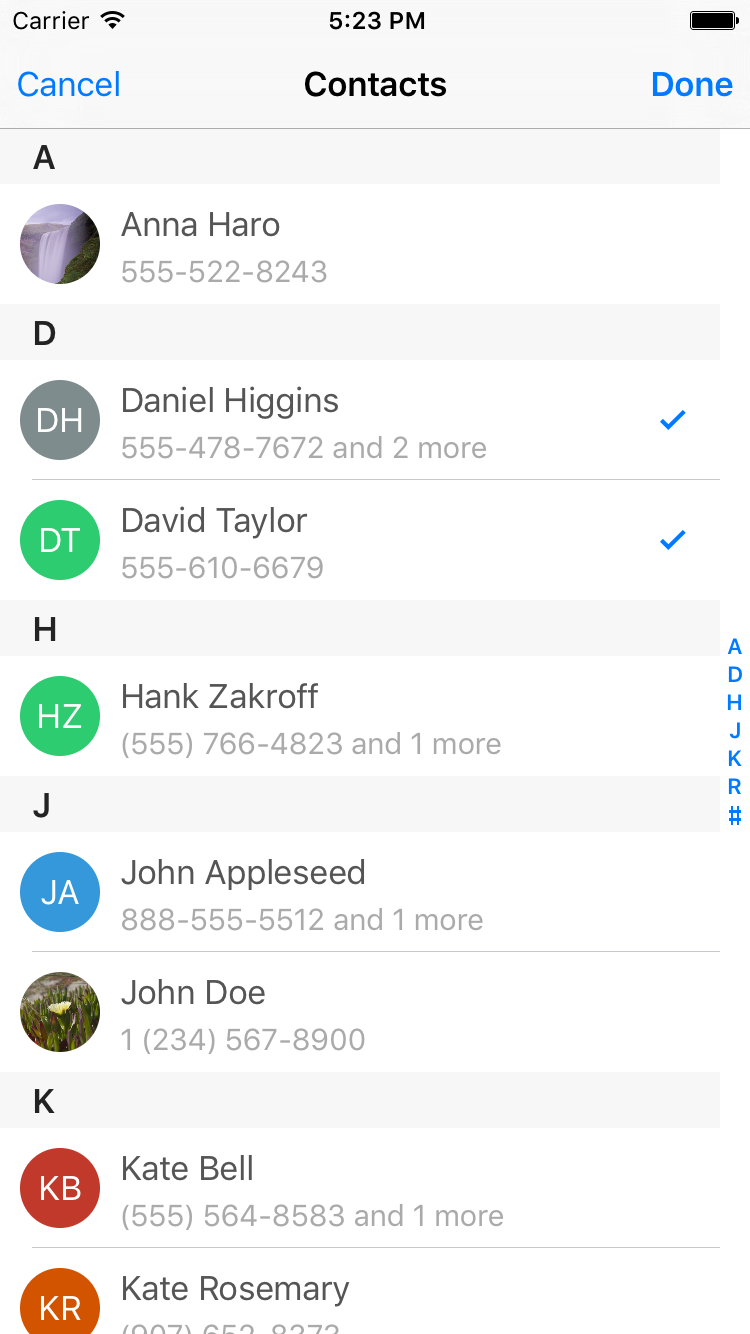 Carrier 5:23 PM
Cancel Contacts Done
A
Anna Haro
555-522-8243
D
DH Daniel Higgins
555-478-7672 and 2 more
DT David Taylor
555-610-6679
H
HZ Hank Zakroff
(555) 766-4823 and 1 more
J
JA John Appleseed
888-555-5512 and 1 more
John Doe
1 (234) 567-8900
K
KB Kate Bell
(555) 564-8583 and 1 more
KR Kate Rosemary
A
D
H
J
K
R
#